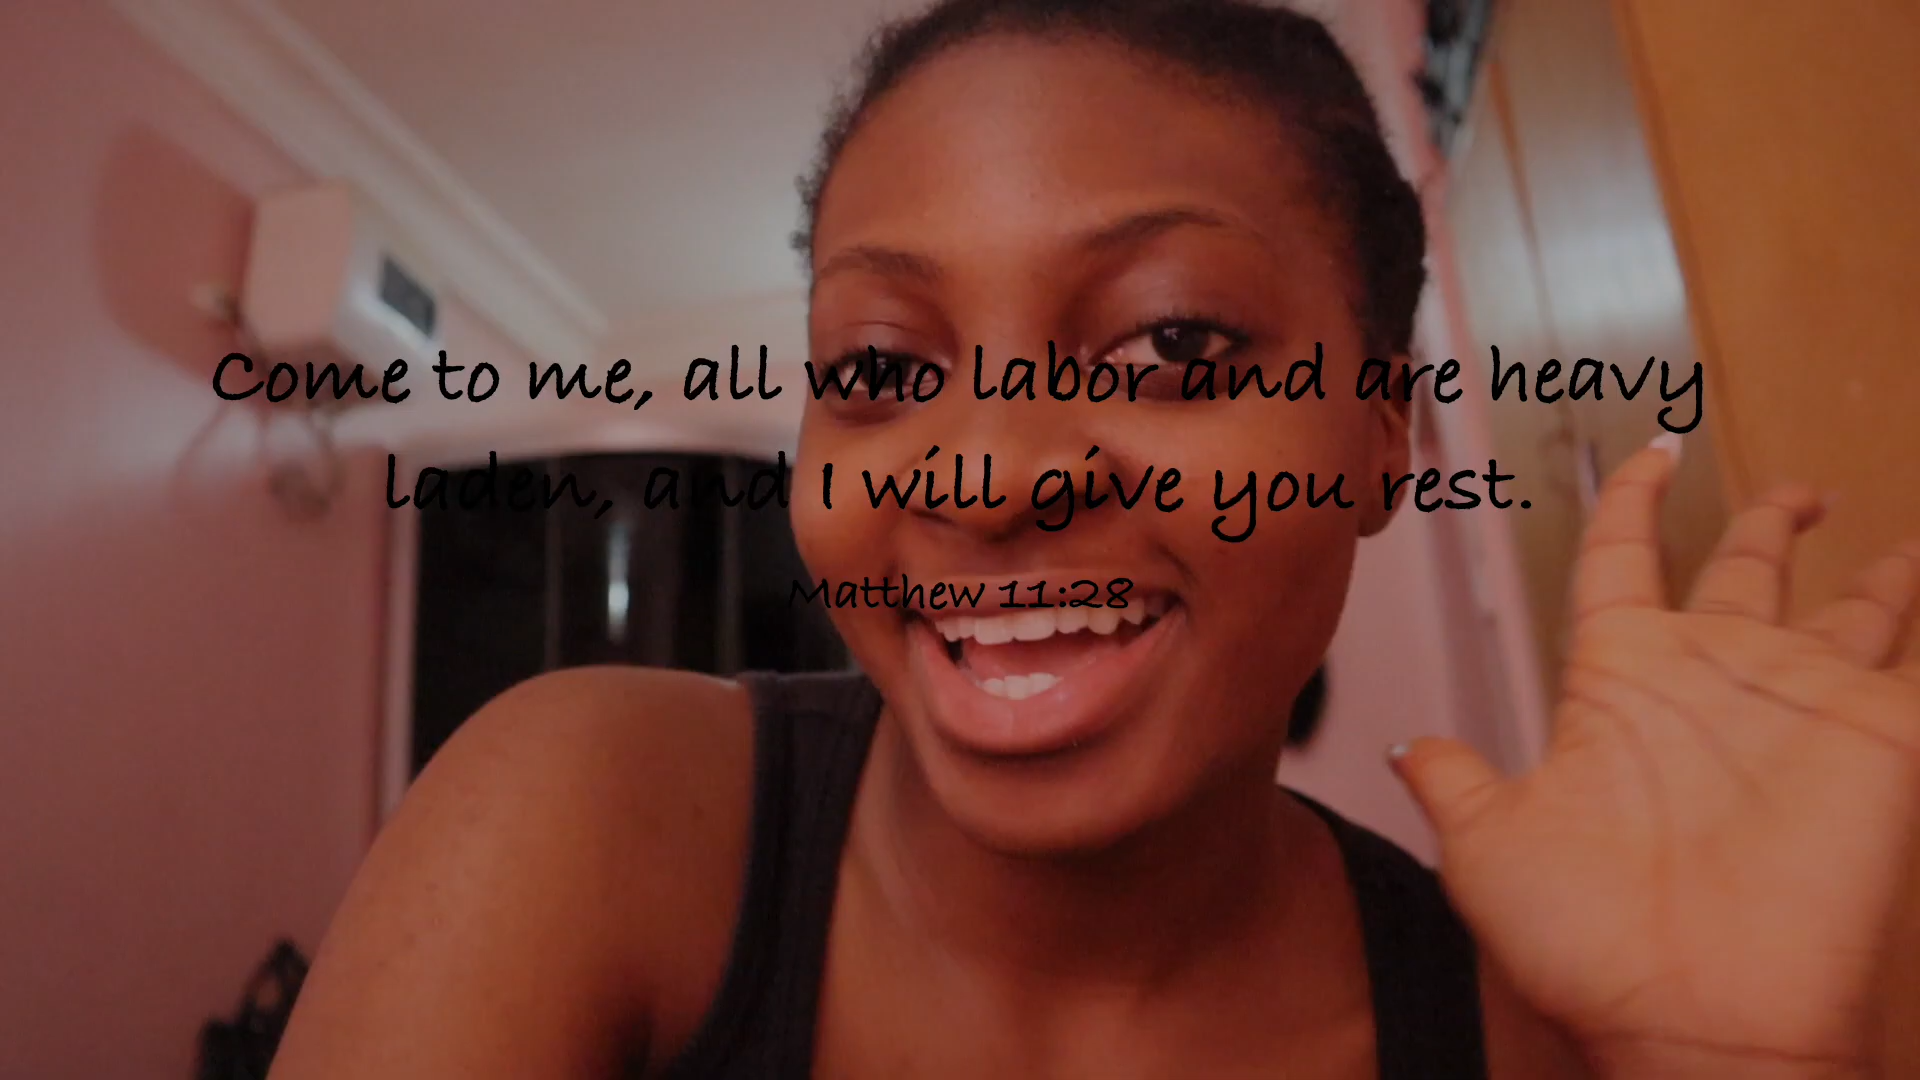 Come to me, all who labor and are heavy
laden, and I will give you rest.
Matthew 11:28